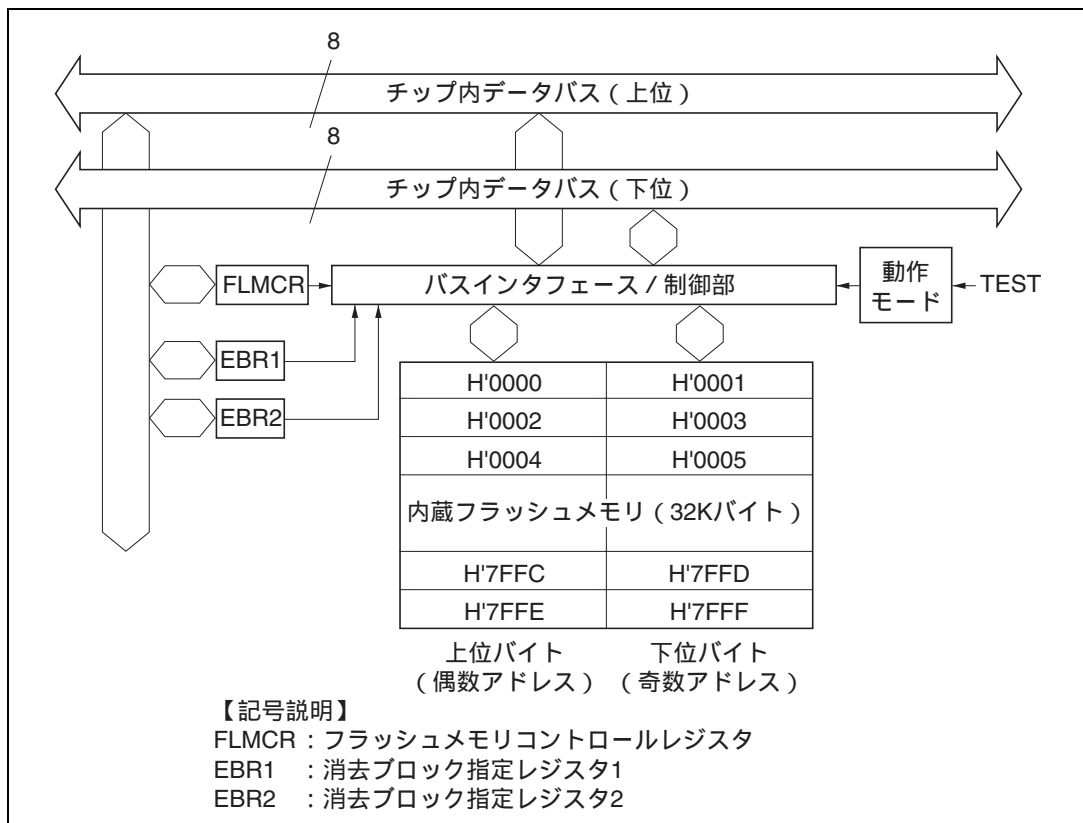 8
チップ内データバス(上位)
8
チップ内データバス(下位)
FLMCR
バスインタフェース/制御部
動作
モード
TEST
EBR1
EBR2
H'0000 H'0001
H'0002 H'0003
H'0004 H'0005
内蔵フラッシュメモリ(32Kバイト)
H'7FFC H'7FFD
H'7FFE H'7FFF
上位バイト 下位バイト
(偶数アドレス) (奇数アドレス)
【記号説明】
FLMCR:フラッシュメモリコントロールレジスタ
EBR1 :消去ブロック指定レジスタ1
EBR2 :消去ブロック指定レジスタ2